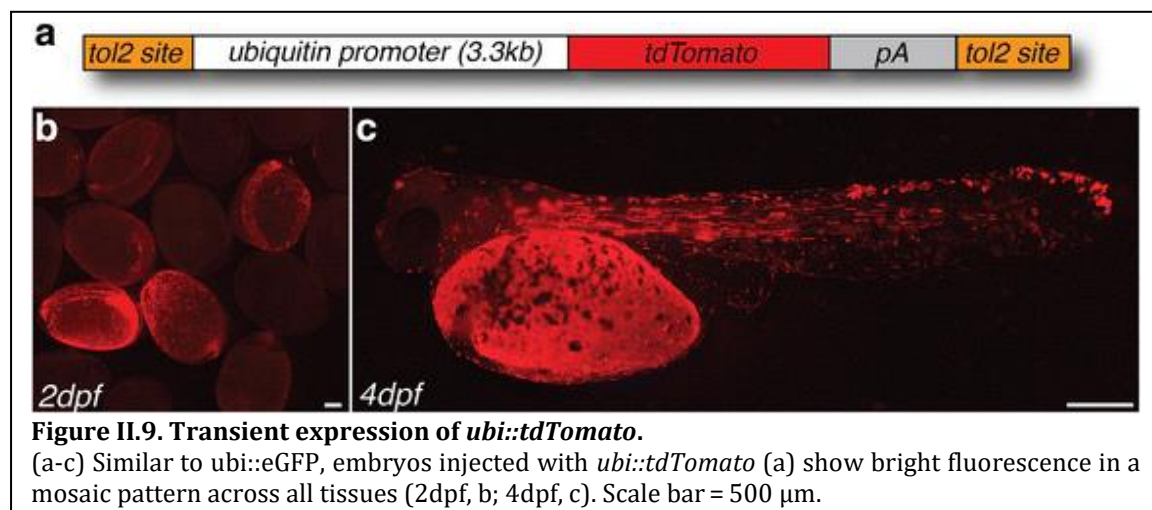 a
tol2 site ubiquitin promoter (3.3kb) tdTomato pA tol2 site
b c
2dpf 4dpf
Figure II.9. Transient expression of ubi::tdTomato.
(a-c) Similar to ubi::eGFP, embryos injected with ubi::tdTomato (a) show bright fluorescence in a
mosaic pattern across all tissues (2dpf, b; 4dpf, c). Scale bar = 500 μm.